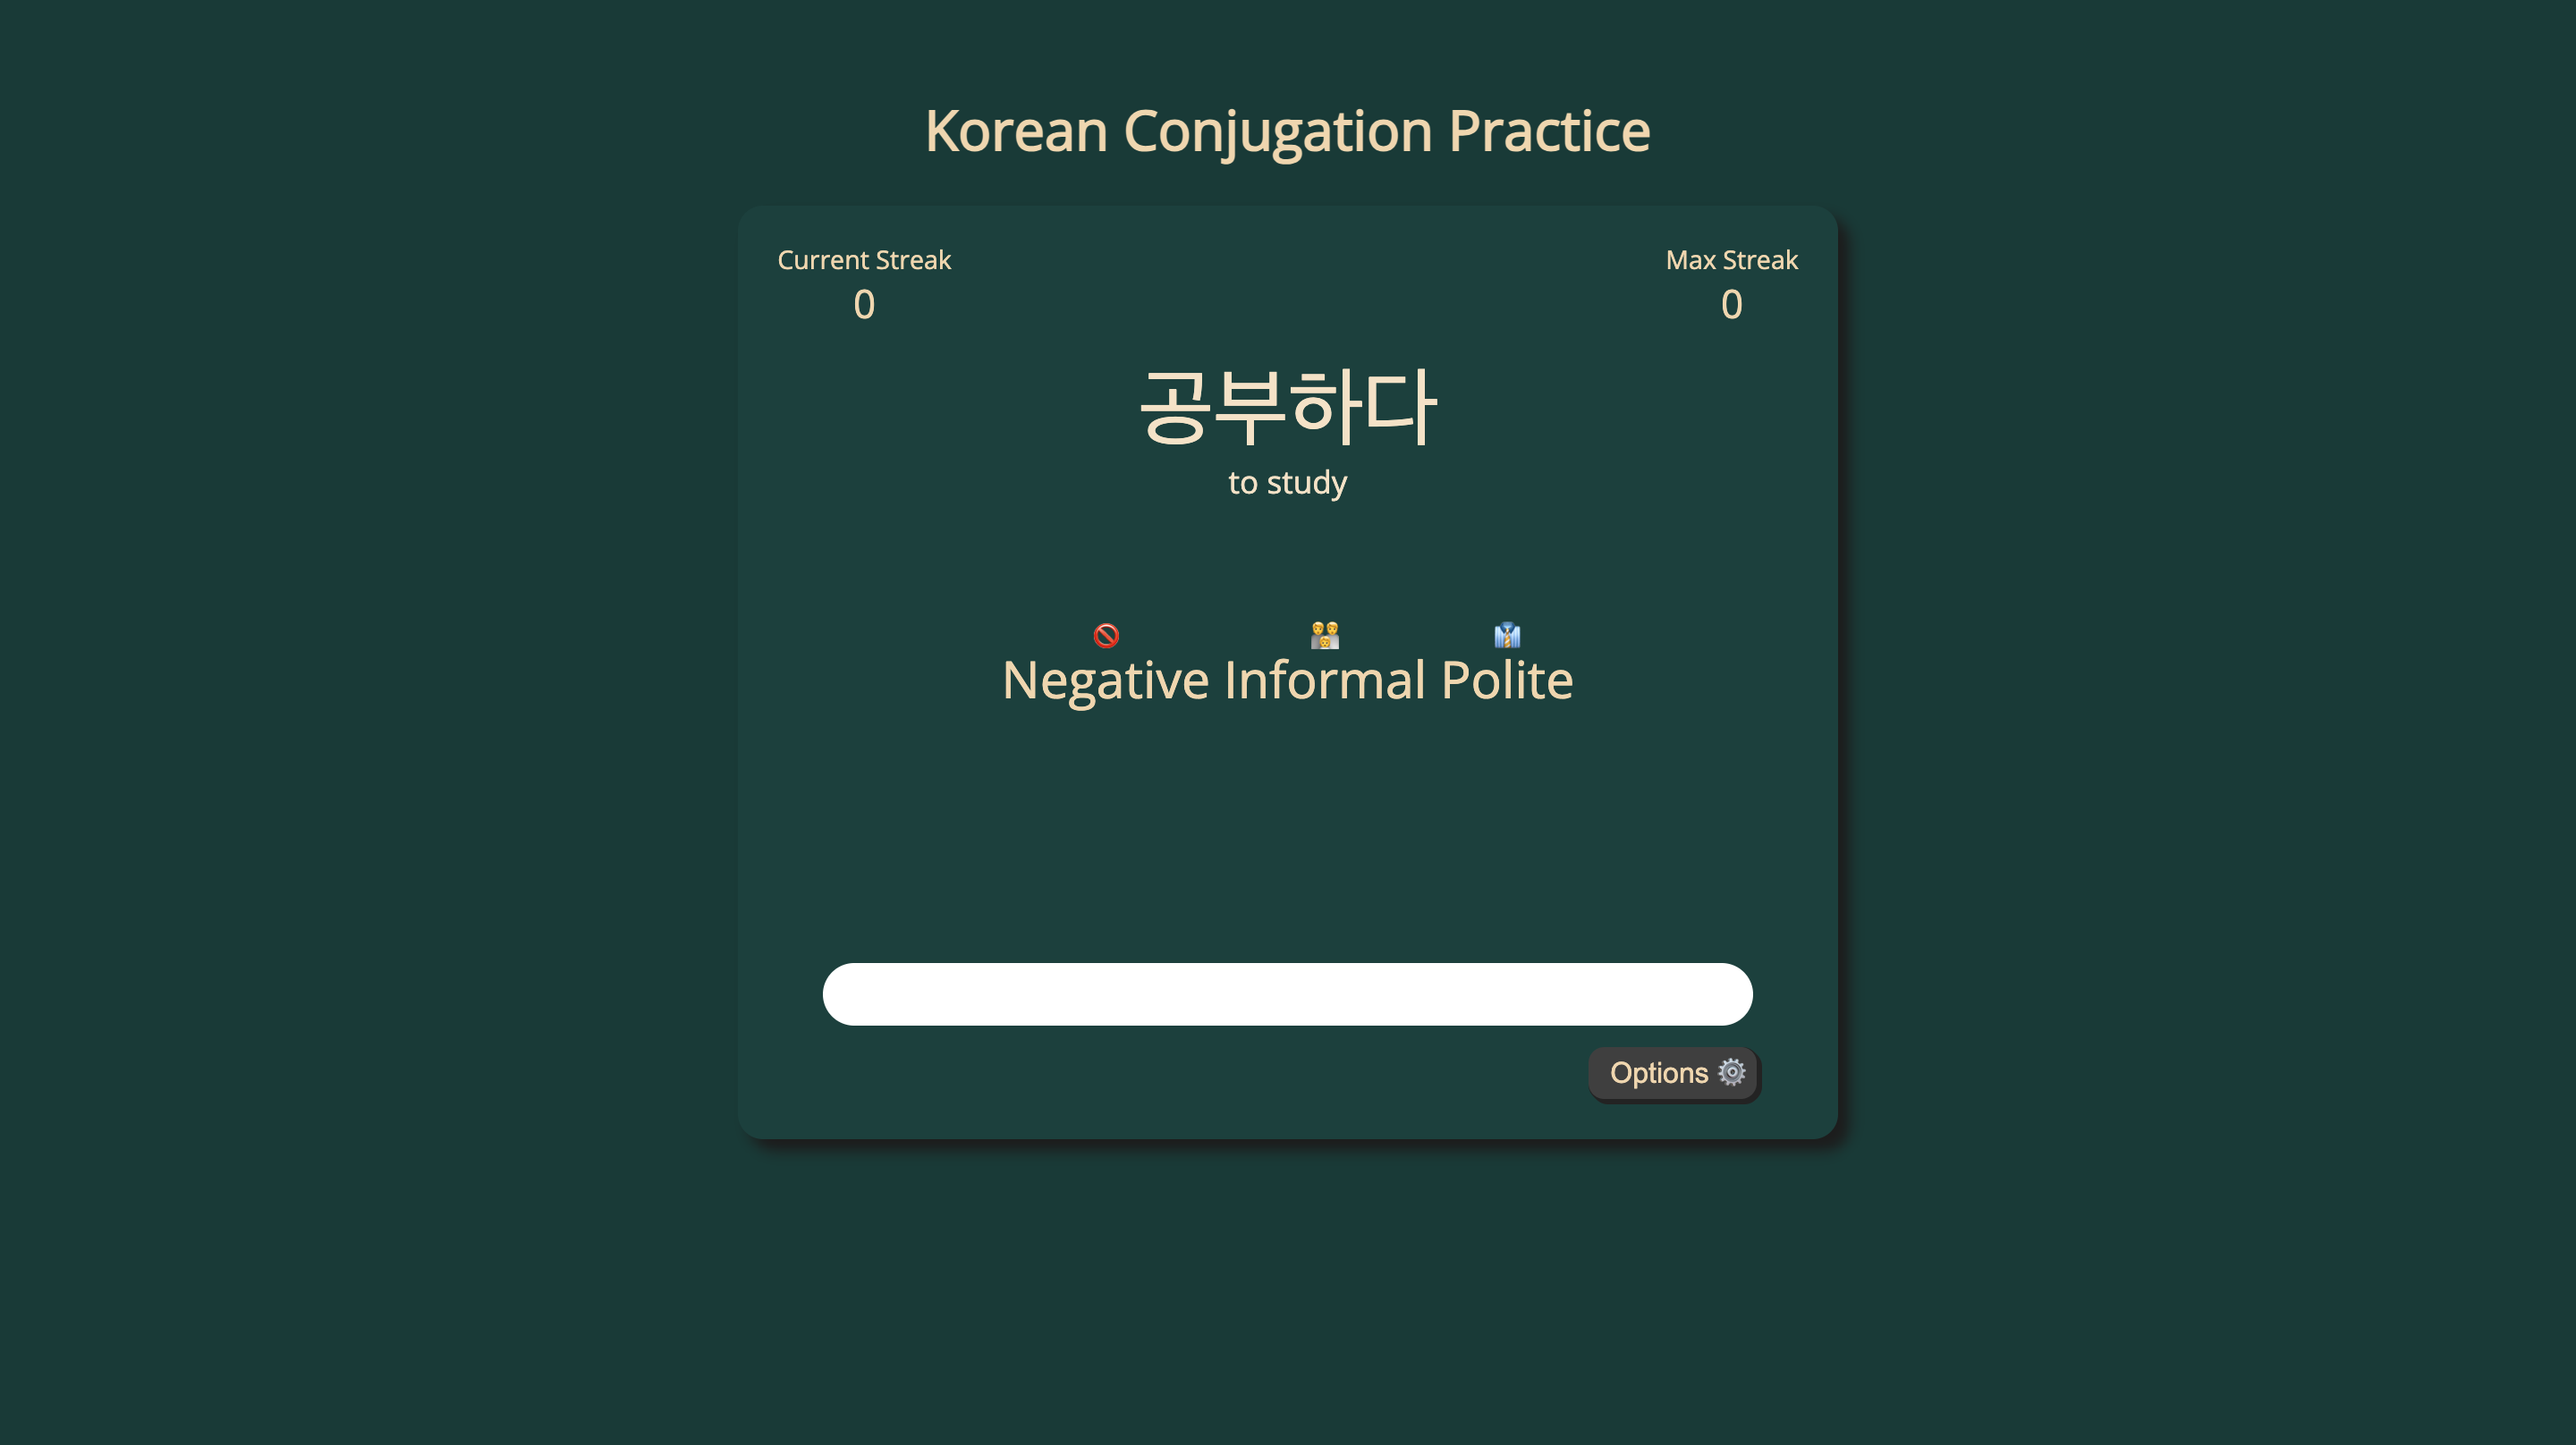 Korean Conjugation Practice
Current Streak
0
Max Streak
0
공부하다
to study
Negative Informal Polite
Options